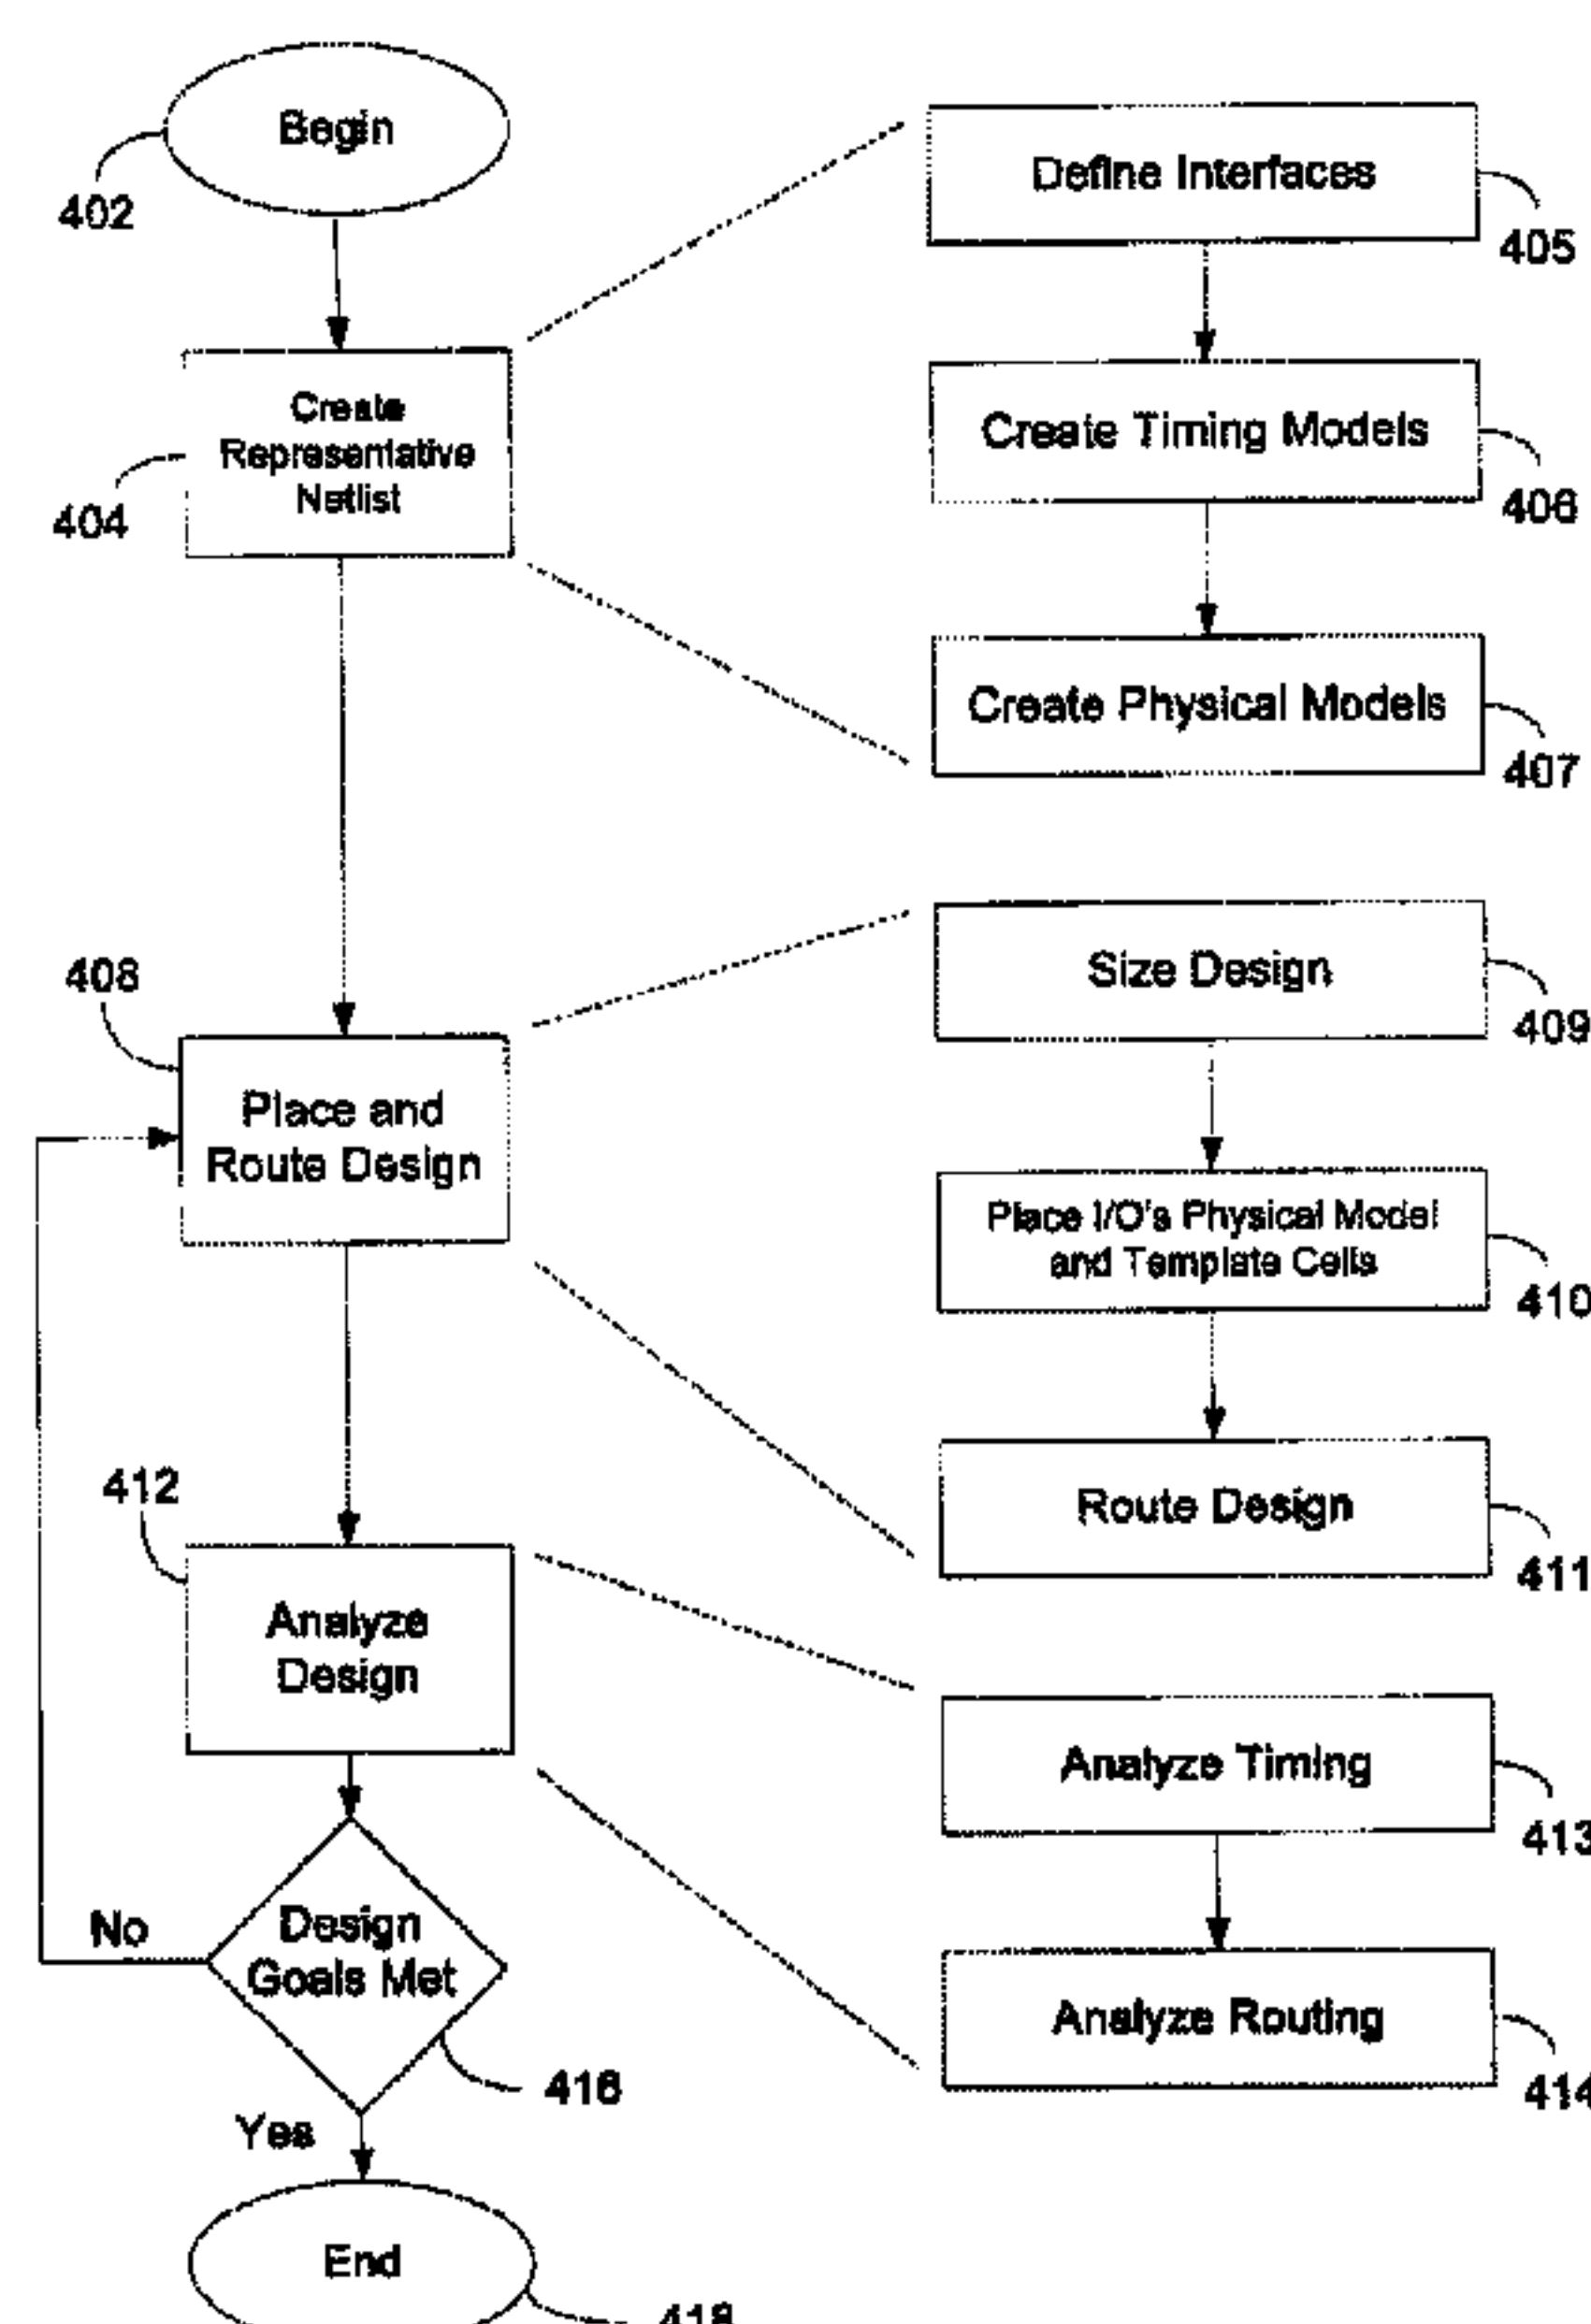 Begin
402
Create
Representative
Netlist
404
Define Interfaces
405
Create Timing Models
406
Create Physical Models
407
408
Place and
Route Design
Size Design
409
Place I/O's Physical Model
and Template Cells
410
Route Design
411
412
Analyze
Design
Analyze Timing
413
Analyze Routing
414
No
Design
Goals Met
416
Yes
End
418